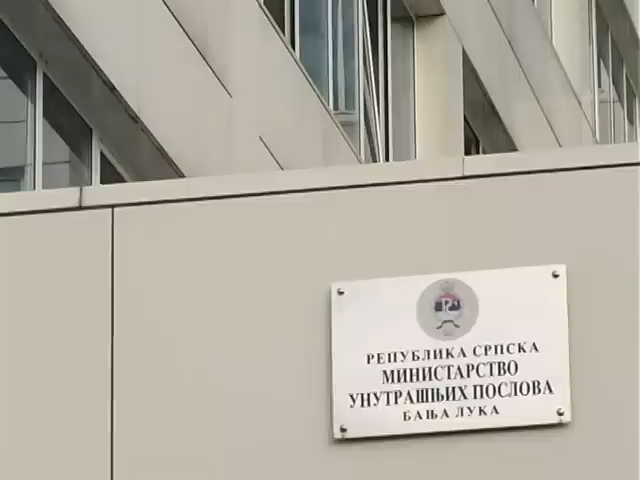 РЕПУБЛИКА СРПСКА
МИНИСТАРСТВО
УНУТРАШЊИХ ПОСЛОВА
БАЊА ЛУКА